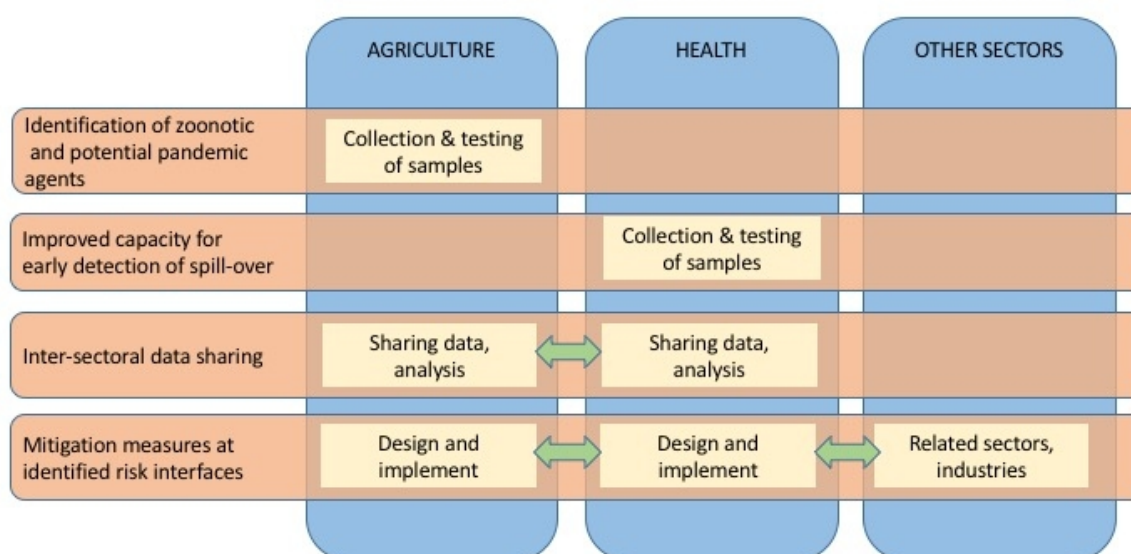 AGRICULTURE
HEALTH
OTHER SECTORS
Identification of zoonotic
and potential pandemic
agents
Collection & testing
of samples
Improved capacity for
early detection of spill-over
Collection & testing
of samples
Inter-sectoral data sharing
Sharing data,
analysis
Sharing data,
analysis
Mitigation measures at
identified risk interfaces
Design and
implement
Design and
implement
Related sectors,
industries